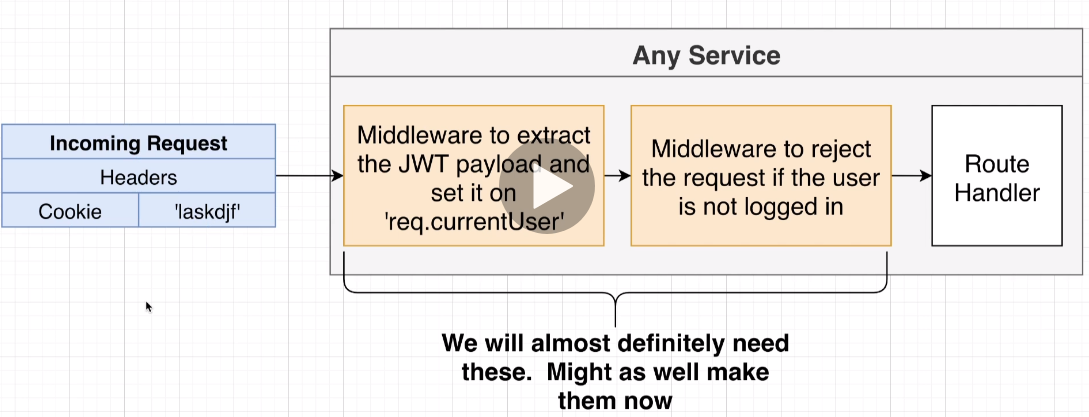 Any Service
Incoming Request
Headers
Cookie
'laskdjf'
Middleware to extract
the JWT payload and
set it on
'req.currentUser'
Middleware to reject
the request if the user
is not logged in
Route
Handler
We will almost definitely need
these. Might as well make
them now